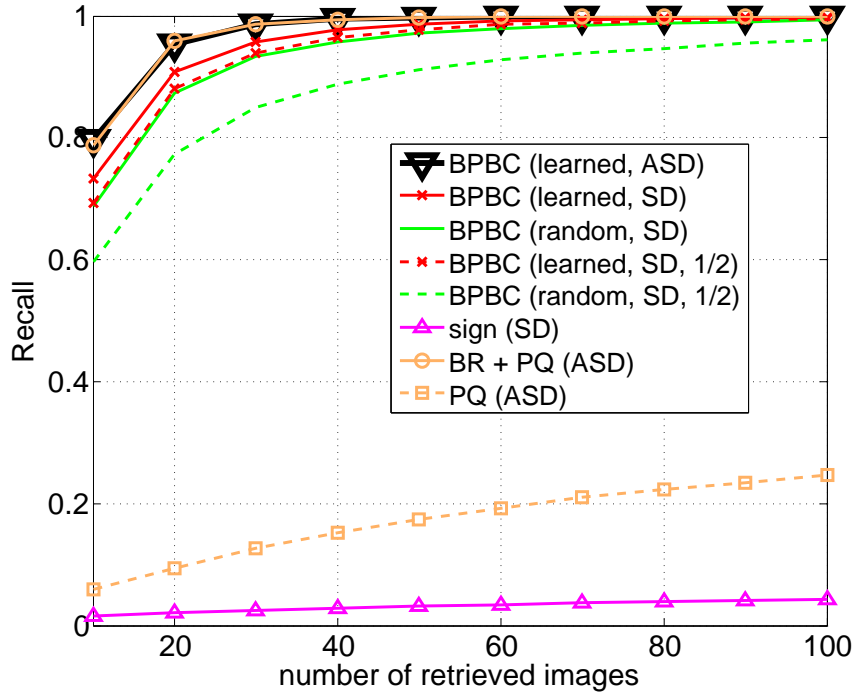 1
0.8
0.6
0.4
0.2
0
Recall
BPBC (learned, ASD)
BPBC (learned, SD)
BPBC (random, SD)
BPBC (learned, SD, 1/2)
BPBC (random, SD, 1/2)
sign (SD)
BR + PQ (ASD)
PQ (ASD)
20 40 60 80 100
number of retrieved images